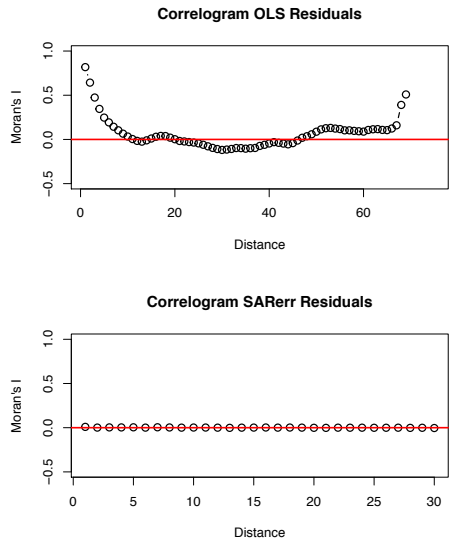 Correlogram OLS Residuals
1.0
0.5
0.0
−0.5
Moran's I
0 20 40 60
Distance
Correlogram SARerr Residuals
1.0
0.5
0.0
−0.5
Moran's I
0 5 10 15 20 25 30
Distance